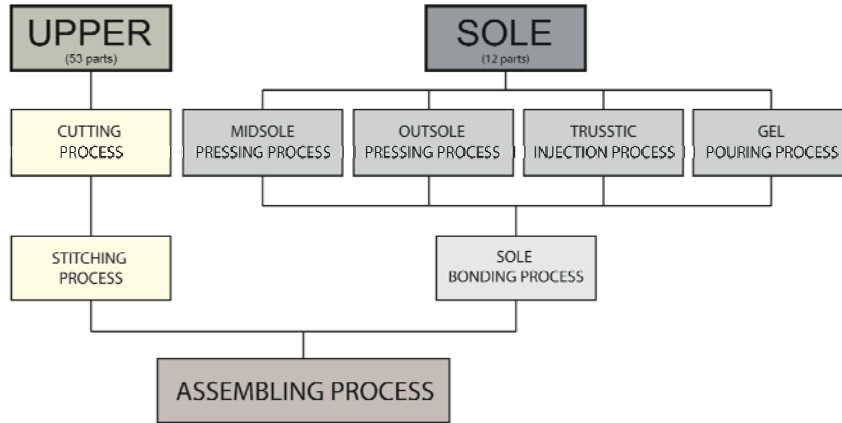 UPPER
(53 parts)
SOLE
(12 parts)
CUTTING
PROCESS
MIDSOLE
PRESSING PROCESS
OUTSOLE
PRESSING PROCESS
TRUSSTIC
INJECTION PROCESS
GEL
POURING PROCESS
STITCHING
PROCESS
SOLE
BONDING PROCESS
ASSEMBLING PROCESS